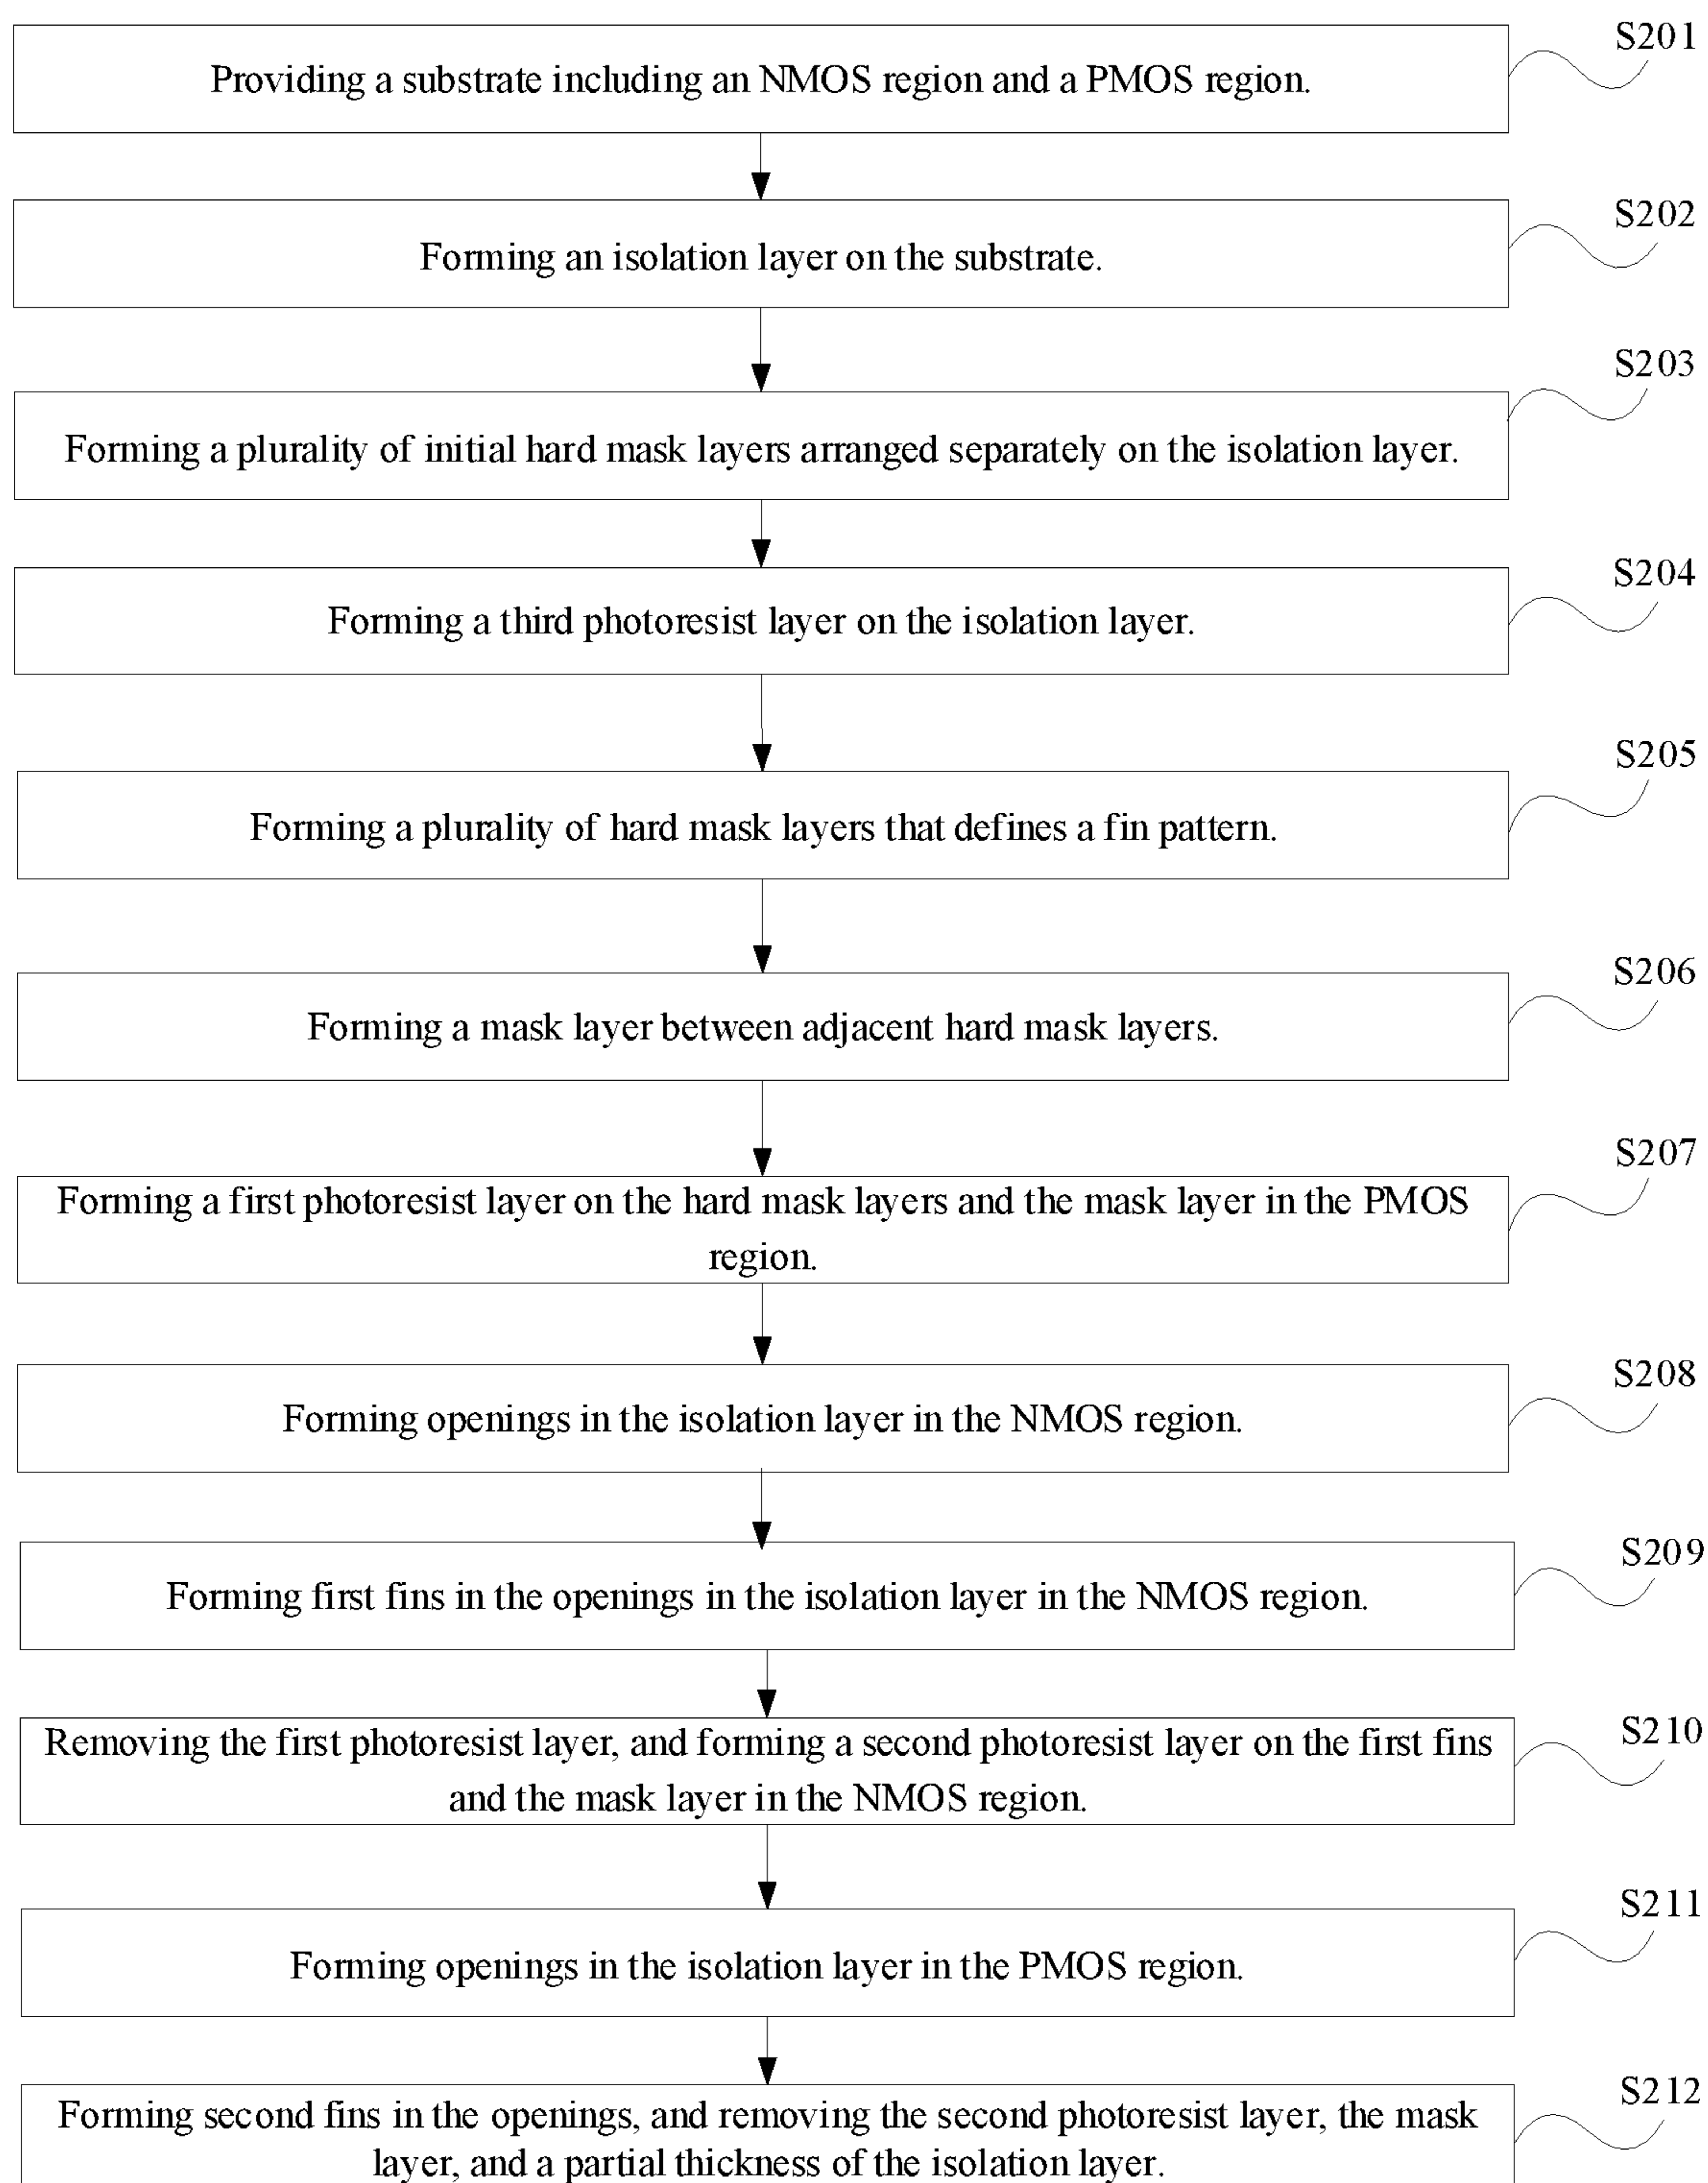 S201
Providing a substrate including an NMOS region and a PMOS region.
S202
Forming an isolation layer on the substrate.
S203
Forming a plurality of initial hard mask layers arranged separately on the isolation layer.
S204
Forming a third photoresist layer on the isolation layer.
S205
Forming a plurality of hard mask layers that defines a fin pattern.
S206
Forming a mask layer between adjacent hard mask layers.
S207
Forming a first photoresist layer on the hard mask layers and the mask layer in the PMOS
region.
S208
Forming openings in the isolation layer in the NMOS region.
S209
Forming first fins in the openings in the isolation layer in the NMOS region.
S210
Removing the first photoresist layer, and forming a second photoresist layer on the first fins
and the mask layer in the NMOS region.
S211
Forming openings in the isolation layer in the PMOS region.
S212
Forming second fins in the openings, and removing the second photoresist layer, the mask
layer, and a partial thickness of the isolation layer.